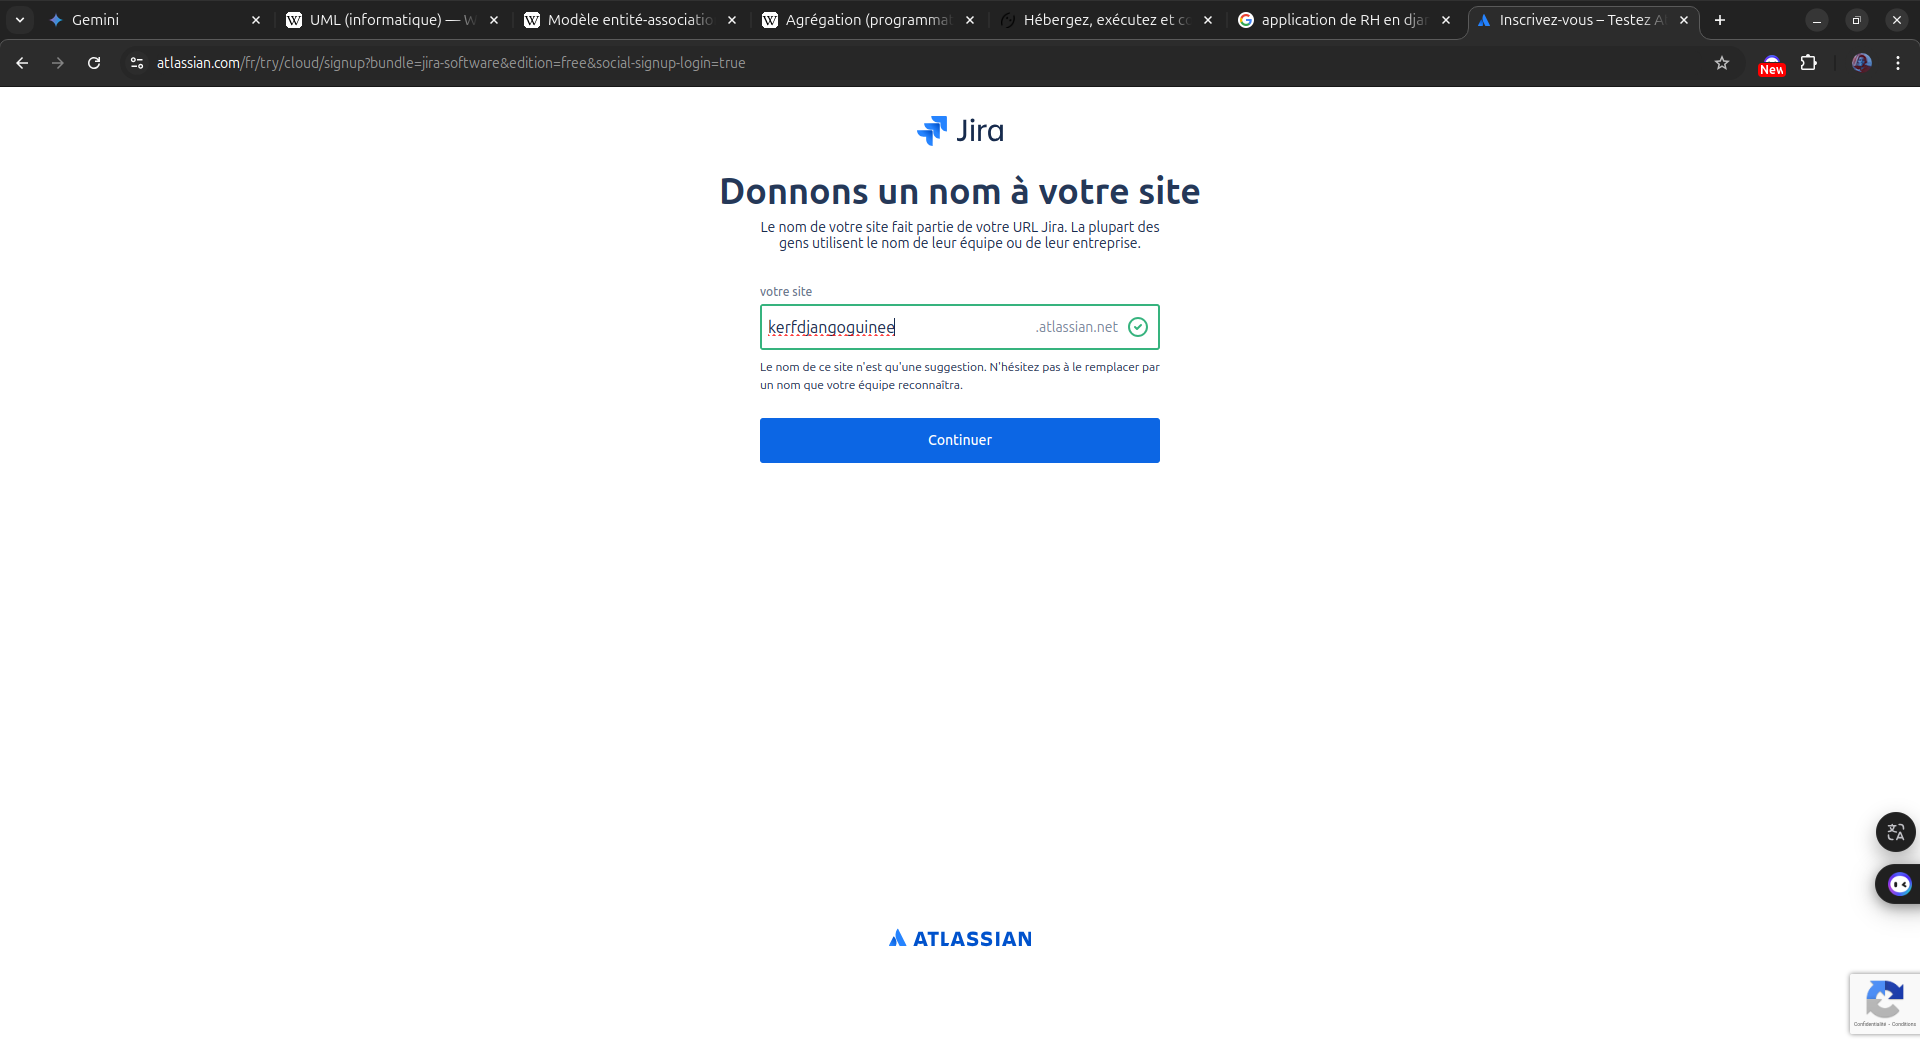 Gemini
UML (informatique) — W
Modèle entité-associatio
Agrégation (programmat
Hébergez, exécutez et co
application de RH en djan
Inscrivez-vous – Testez A
atlassian.com/fr/try/cloud/signup?bundle=jira-software&edition=free&social-signup-login=true
New
Jira
Donnons un nom à votre site
Le nom de votre site fait partie de votre URL Jira. La plupart des
gens utilisent le nom de leur équipe ou de leur entreprise.
votre site
kerfdjangoguinee
.atlassian.net
Le nom de ce site n'est qu'une suggestion. N'hésitez pas à le remplacer par
un nom que votre équipe reconnaîtra.
Continuer
ATLASSIAN
Confidentialité - Conditions